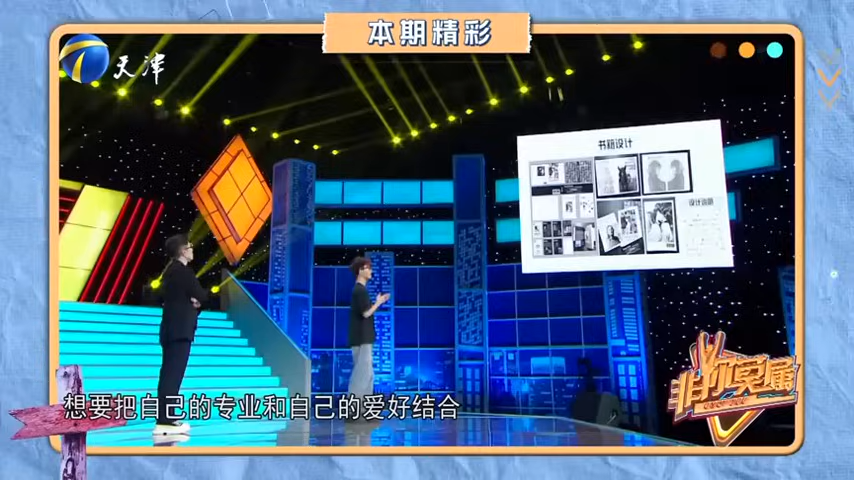 本期精彩
天津
书籍设计
设计说明
想要把自己的专业和自己的爱好结合
非你莫属